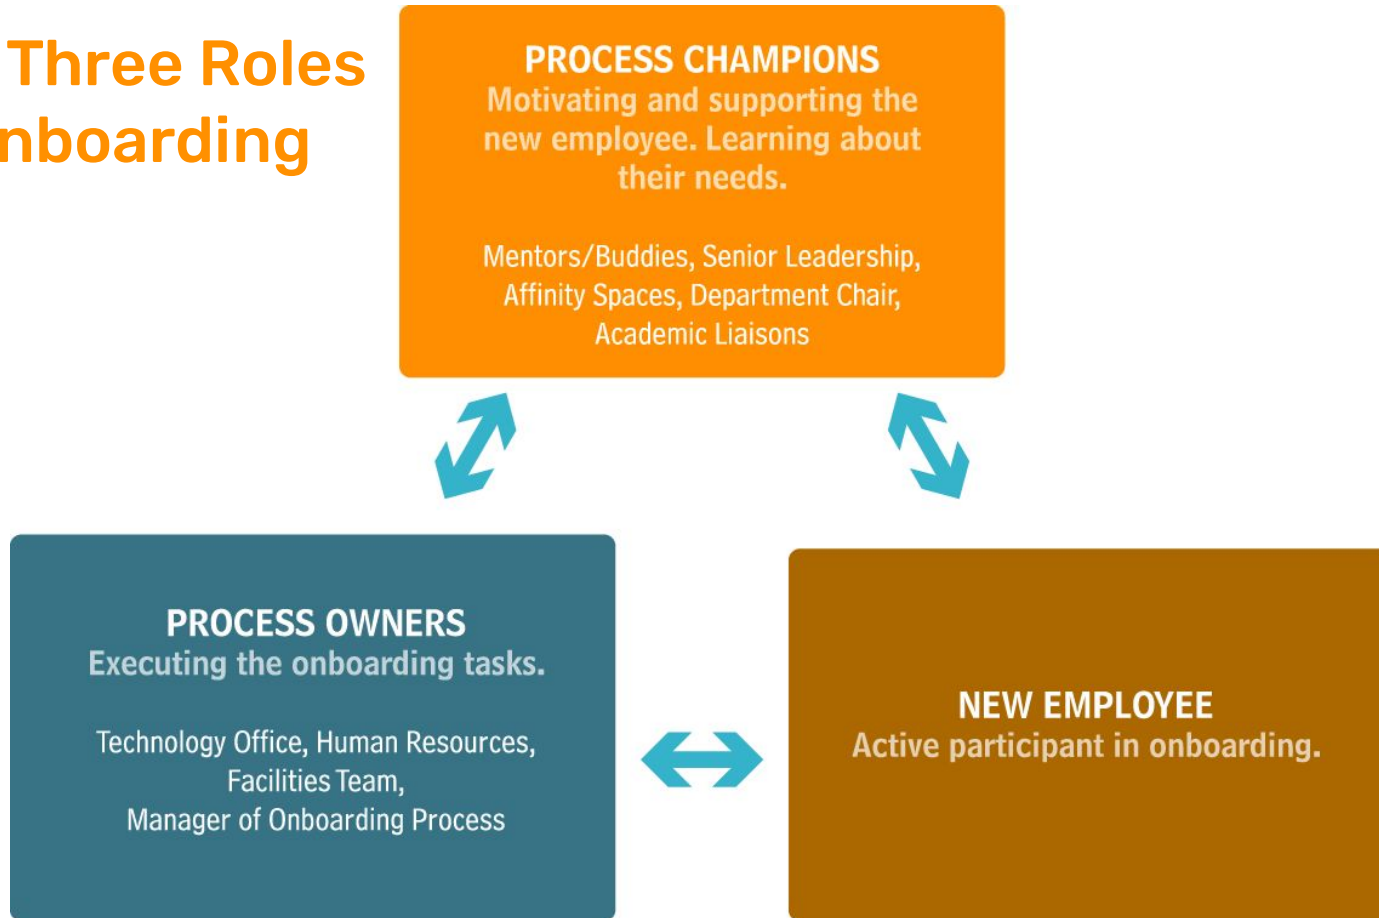 Three Roles
nboarding
PROCESS CHAMPIONS
Motivating and supporting the
new employee. Learning about
their needs.
Mentors/Buddies, Senior Leadership,
Affinity Spaces, Department Chair,
Academic Liaisons
PROCESS OWNERS
Executing the onboarding tasks.
Technology Office, Human Resources,
Facilities Team,
Manager of Onboarding Process
NEW EMPLOYEE
Active participant in onboarding.